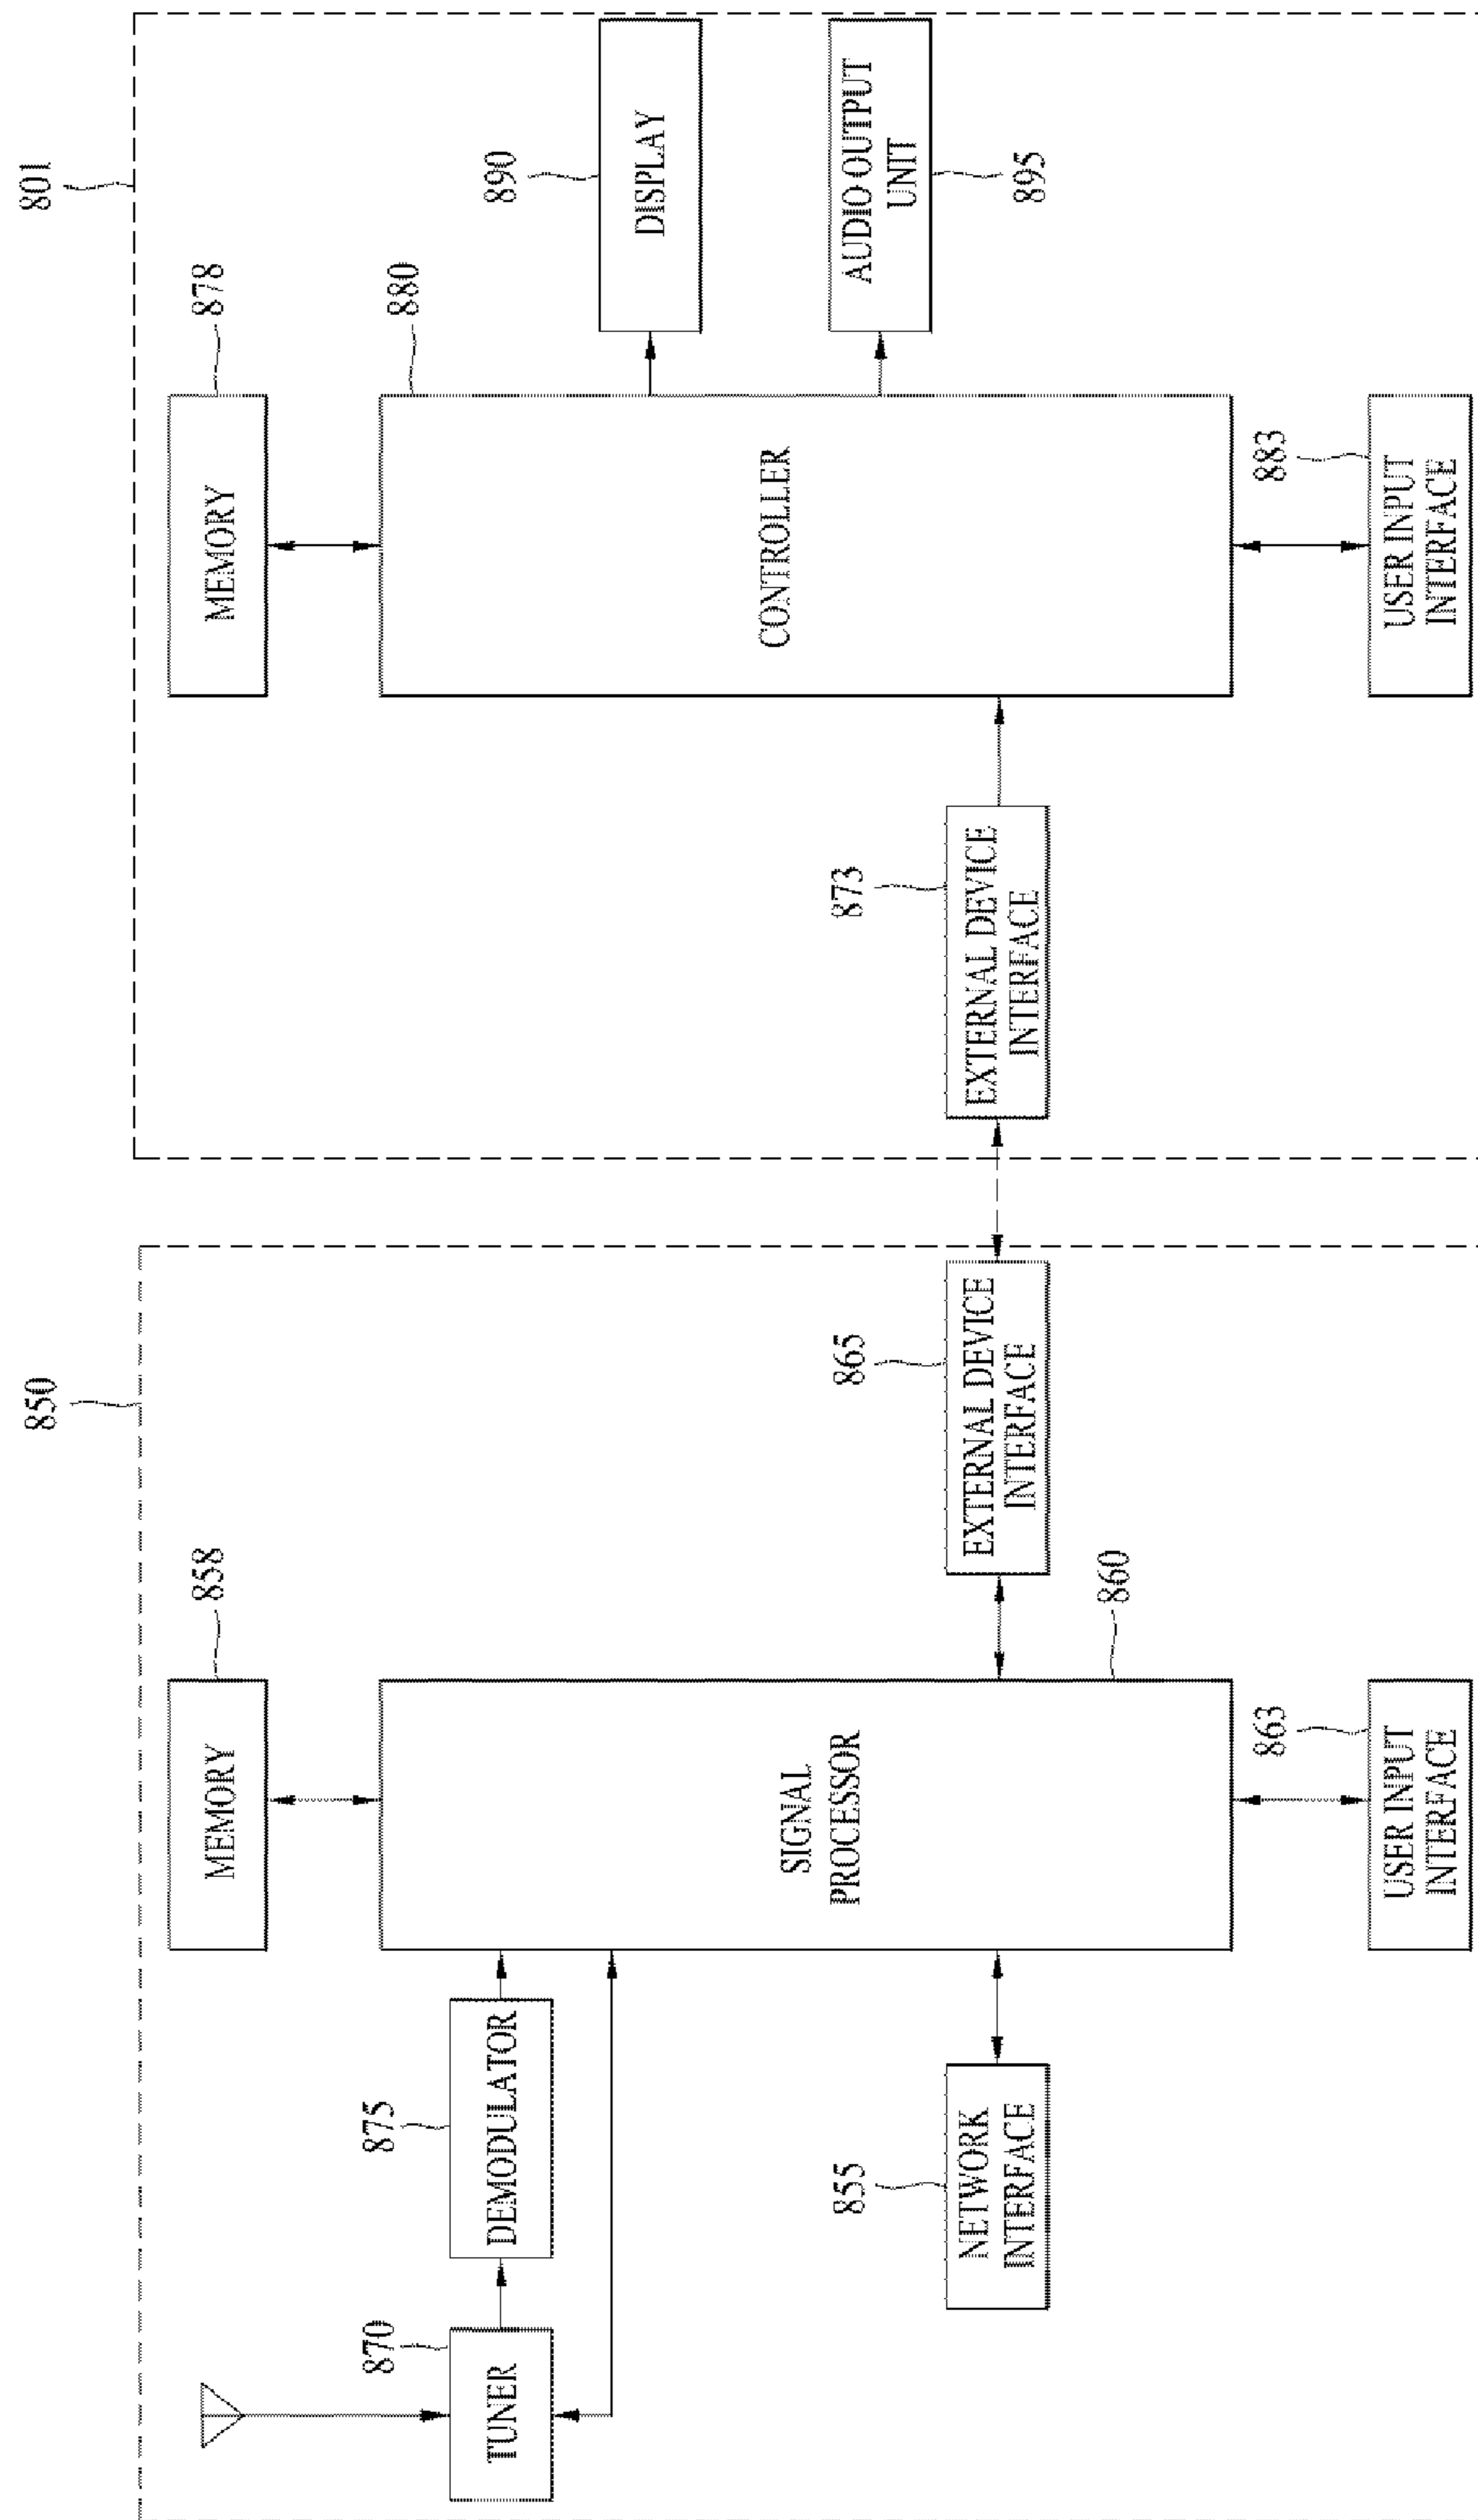 850
801
870
TUNER
875
DEMODULATOR
858
MEMORY
SIGNAL
PROCESSOR
860
855
NETWORK
INTERFACE
863
USER INPUT
INTERFACE
865
EXTERNAL DEVICE
INTERFACE
873
EXTERNAL DEVICE
INTERFACE
878
MEMORY
880
CONTROLLER
883
USER INPUT
INTERFACE
890
DISPLAY
AUDIO OUTPUT
UNIT
895